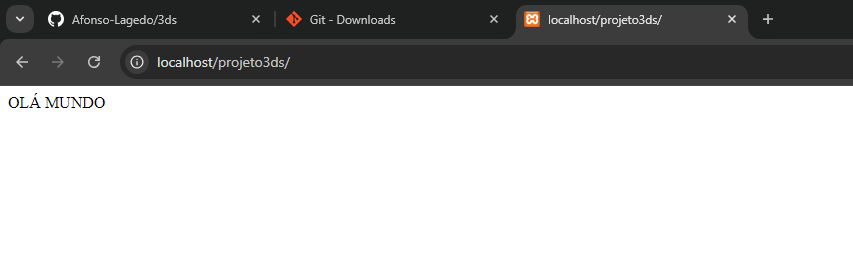 Afonso-Lagedo/3ds
Git - Downloads
localhost/projeto3ds/
localhost/projeto3ds/
OLÁ MUNDO